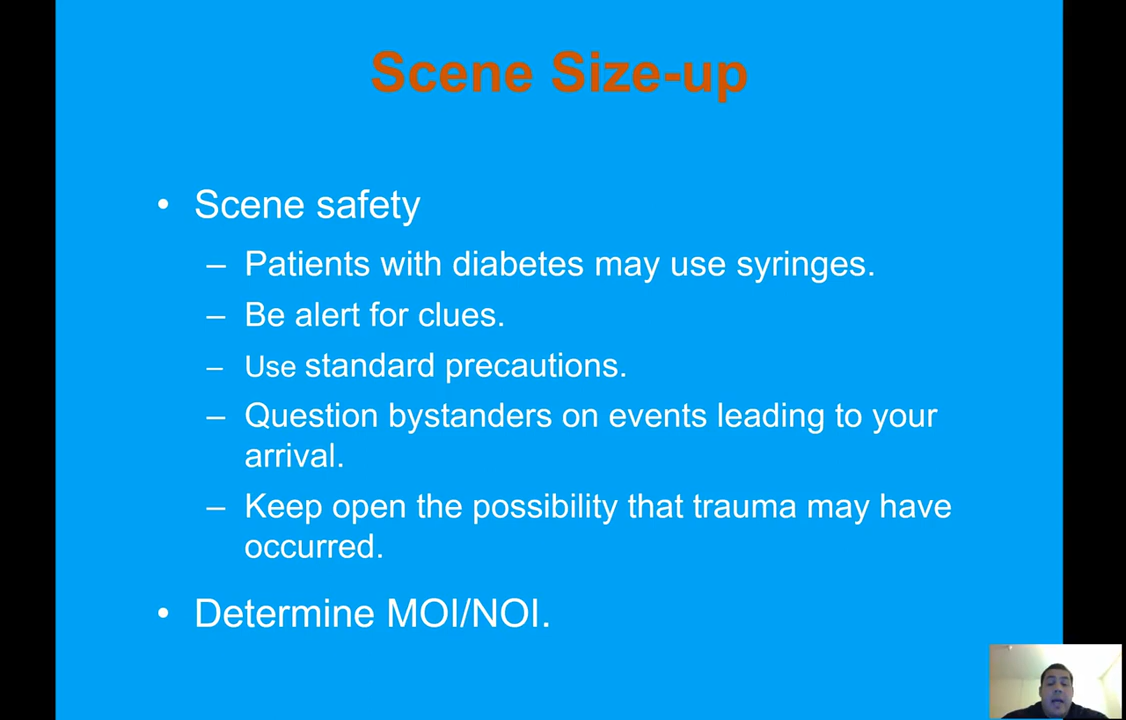 Scene Size-up
• Scene safety
– Patients with diabetes may use syringes.
– Be alert for clues.
– Use standard precautions.
– Question bystanders on events leading to your
arrival.
– Keep open the possibility that trauma may have
occurred.
• Determine MOI/NOI.